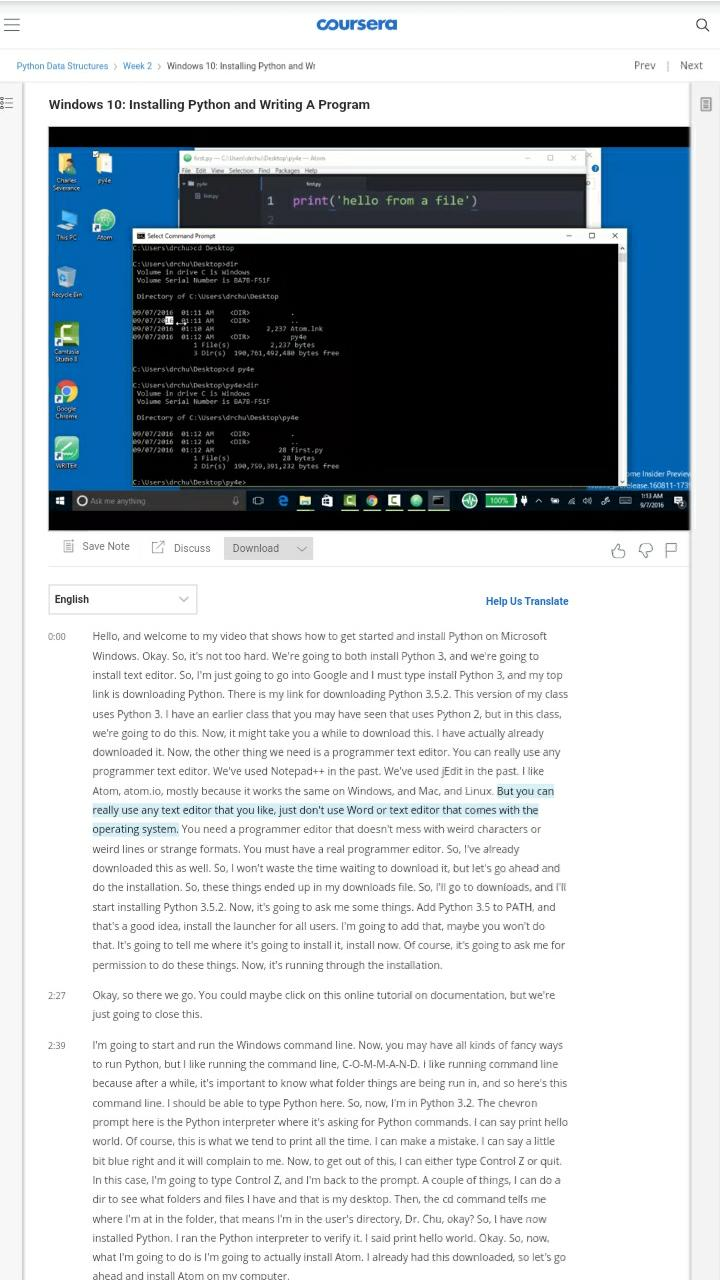 coursera
Python Data Structures > Week 2 > Windows 10: Installing Python and Wr
Prev | Next
Windows 10: Installing Python and Writing A Program
Charles Severance
py4e
This PC
Atom
Recycle Bin
Camtasia Studio 8
Google Chrome
WRITEr
first.py — C:\Users\drchu\Desktop\py4e — Atom
File Edit View Selection Find Packages Help
py4e
first.py
first.py
1 print('hello from a file')
2
Select Command Prompt
C:\Users\drchu>cd Desktop
C:\Users\drchu\Desktop>dir
Volume in drive C is Windows
Volume Serial Number is BA7B-F51F
Directory of C:\Users\drchu\Desktop
09/07/2016 01:11 AM <DIR> .
09/07/2016 01:11 AM <DIR> ..
09/07/2016 01:10 AM 2,237 Atom.lnk
09/07/2016 01:12 AM <DIR> py4e
1 File(s) 2,237 bytes
3 Dir(s) 190,761,492,480 bytes free
C:\Users\drchu\Desktop>cd py4e
C:\Users\drchu\Desktop\py4e>dir
Volume in drive C is Windows
Volume Serial Number is BA7B-F51F
Directory of C:\Users\drchu\Desktop\py4e
09/07/2016 01:12 AM <DIR> .
09/07/2016 01:12 AM <DIR> ..
09/07/2016 01:12 AM 28 first.py
1 File(s) 28 bytes
2 Dir(s) 190,759,391,232 bytes free
C:\Users\drchu\Desktop\py4e>
ome Insider Preview
release.160811-173
Ask me anything
100%
1:13 AM
9/7/2016
Save Note
Discuss
Download
English
Help Us Translate
0:00
Hello, and welcome to my video that shows how to get started and install Python on Microsoft
Windows. Okay. So, it's not too hard. We're going to both install Python 3, and we're going to
install text editor. So, I'm just going to go into Google and I must type install Python 3, and my top
link is downloading Python. There is my link for downloading Python 3.5.2. This version of my class
uses Python 3. I have an earlier class that you may have seen that uses Python 2, but in this class,
we're going to do this. Now, it might take you a while to download this. I have actually already
downloaded it. Now, the other thing we need is a programmer text editor. You can really use any
programmer text editor. We've used Notepad++ in the past. We've used jEdit in the past. I like
Atom, atom.io, mostly because it works the same on Windows, and Mac, and Linux. But you can
really use any text editor that you like, just don't use Word or text editor that comes with the
operating system. You need a programmer editor that doesn't mess with weird characters or
weird lines or strange formats. You must have a real programmer editor. So, I've already
downloaded this as well. So, I won't waste the time waiting to download it, but let's go ahead and
do the installation. So, these things ended up in my downloads file. So, I'll go to downloads, and I'll
start installing Python 3.5.2. Now, it's going to ask me some things. Add Python 3.5 to PATH, and
that's a good idea, install the launcher for all users. I'm going to add that, maybe you won't do
that. It's going to tell me where it's going to install it, install now. Of course, it's going to ask me for
permission to do these things. Now, it's running through the installation.
2:27
Okay, so there we go. You could maybe click on this online tutorial on documentation, but we're
just going to close this.
2:39
I'm going to start and run the Windows command line. Now, you may have all kinds of fancy ways
to run Python, but I like running the command line, C-O-M-M-A-N-D. I like running command line
because after a while, it's important to know what folder things are being run in, and so here's this
command line. I should be able to type Python here. So, now, I'm in Python 3.2. The chevron
prompt here is the Python interpreter where it's asking for Python commands. I can say print hello
world. Of course, this is what we tend to print all the time. I can make a mistake. I can say a little
bit blue right and it will complain to me. Now, to get out of this, I can either type Control Z or quit.
In this case, I'm going to type Control Z, and I'm back to the prompt. A couple of things, I can do a
dir to see what folders and files I have and that is my desktop. Then, the cd command tells me
where I'm at in the folder, that means I'm in the user's directory, Dr. Chu, okay? So, I have now
installed Python. I ran the Python interpreter to verify it. I said print hello world. Okay. So, now,
what I'm going to do is I'm going to actually install Atom. I already had this downloaded, so let's go
ahead and install Atom on my computer.